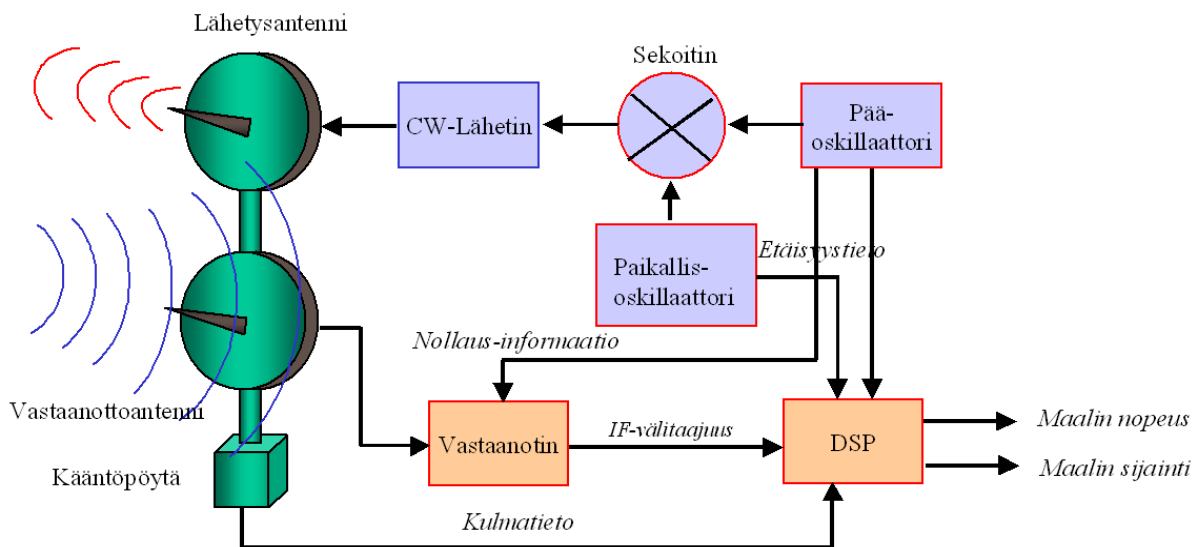 Lähetysantenni
Sekoitin
CW-Lähetin
Pää-
oskillaattori
Etäisyystieto
Paikallis-
oskillaattori
Nollaus-informaatio
Vastaanottoantenni
Vastaanotin
IF-välitaajuus
DSP
Maalin nopeus
Maalin sijainti
Kääntöpöytä
Kulmatieto